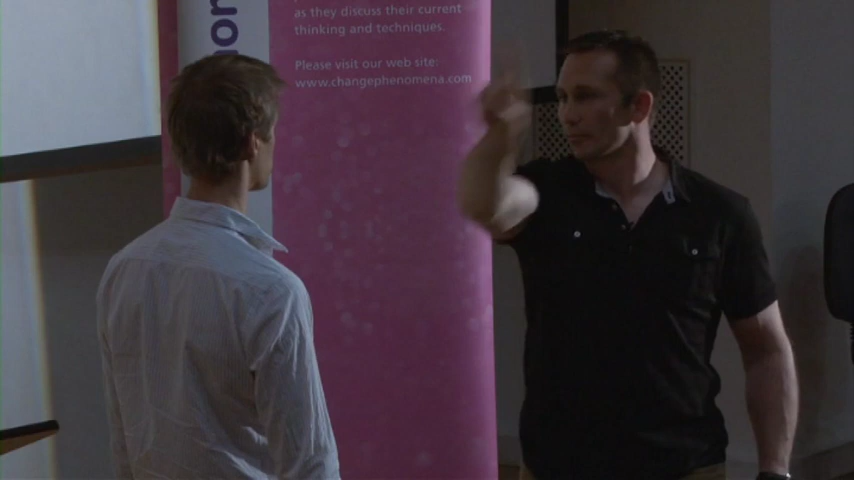 as they discuss their current
thinking and techniques.
Please visit our web site:
www.changephenomena.com